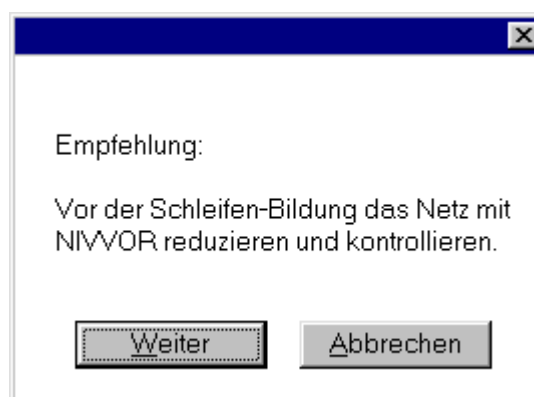 Empfehlung:
Vor der Schleifen-Bildung das Netz mit
NIVVOR reduzieren und kontrollieren.
Weiter
Abbrechen